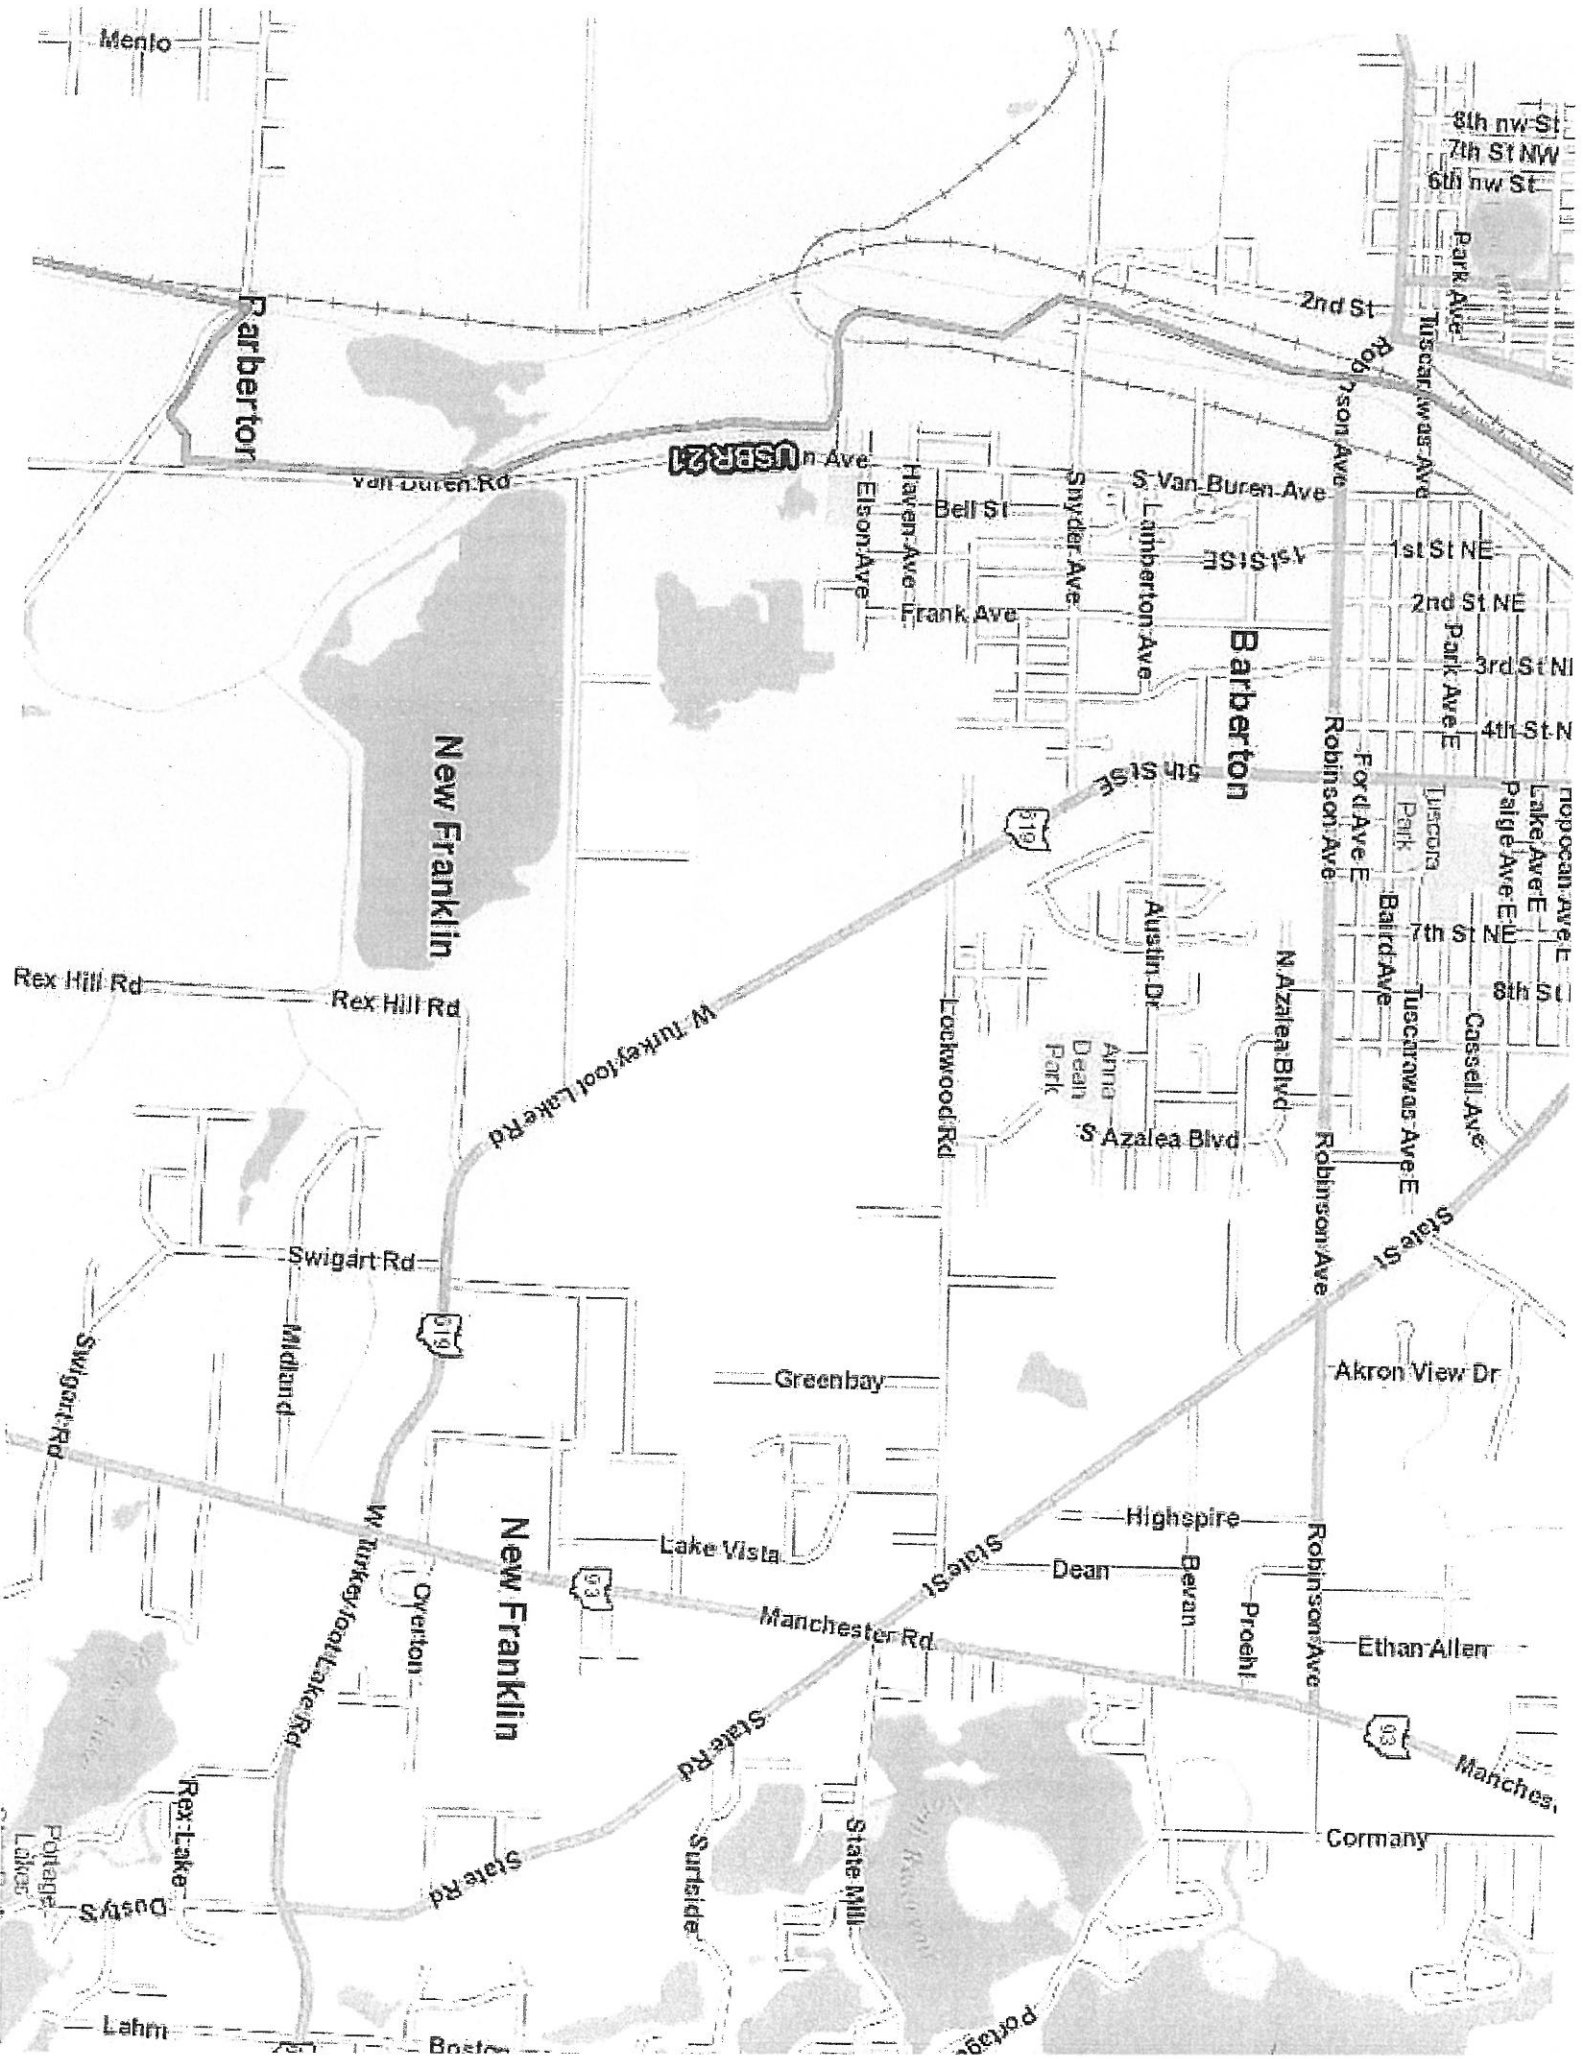 Menlo
8th nw St
7th St NW
6th nw St
Park Ave
2nd St
Tuscarawas Ave
Robinson Ave
Barberton
USBR 21
n Ave
Van Buren Rd
Elson Ave
Haven Ave
Bell St
Snyder Ave
S Van Buren Ave
Lamberton Ave
1st St SE
1st St NE
2nd St NE
Frank Ave
Park Ave E
3rd St N
4th St N
Barberton
5th St SE
619
Robinson Ave
Ford Ave E
Tuscora
Park
Paige Ave E
Lake Ave E
Hopocan Ave E
New Franklin
Baird Ave
7th St NE
8th St
Austin Dr
N Azalea Blvd
Tuscarawas Ave E
Cassell Ave
Rex Hill Rd
Rex Hill Rd
W Turkeyfoot Lake Rd
Lockwood Rd
Anna
Dean
Park
S Azalea Blvd
Robinson Ave
State St
Swigart Rd
619
Midland
Swigart Rd
Greenbay
Akron View Dr
Highspire
Dean
Bevan
Proehl
Robinson Ave
State St
Lake Vista
93
New Franklin
Overton
W Turkeyfoot Lake Rd
Manchester Rd
Ethan Allen
93
Manches
State Rd
Cormany
Rex Lake
Portage
Lakes
Dusty S
State Rd
Surfside
State Mill
Lahm
Boston
Portag